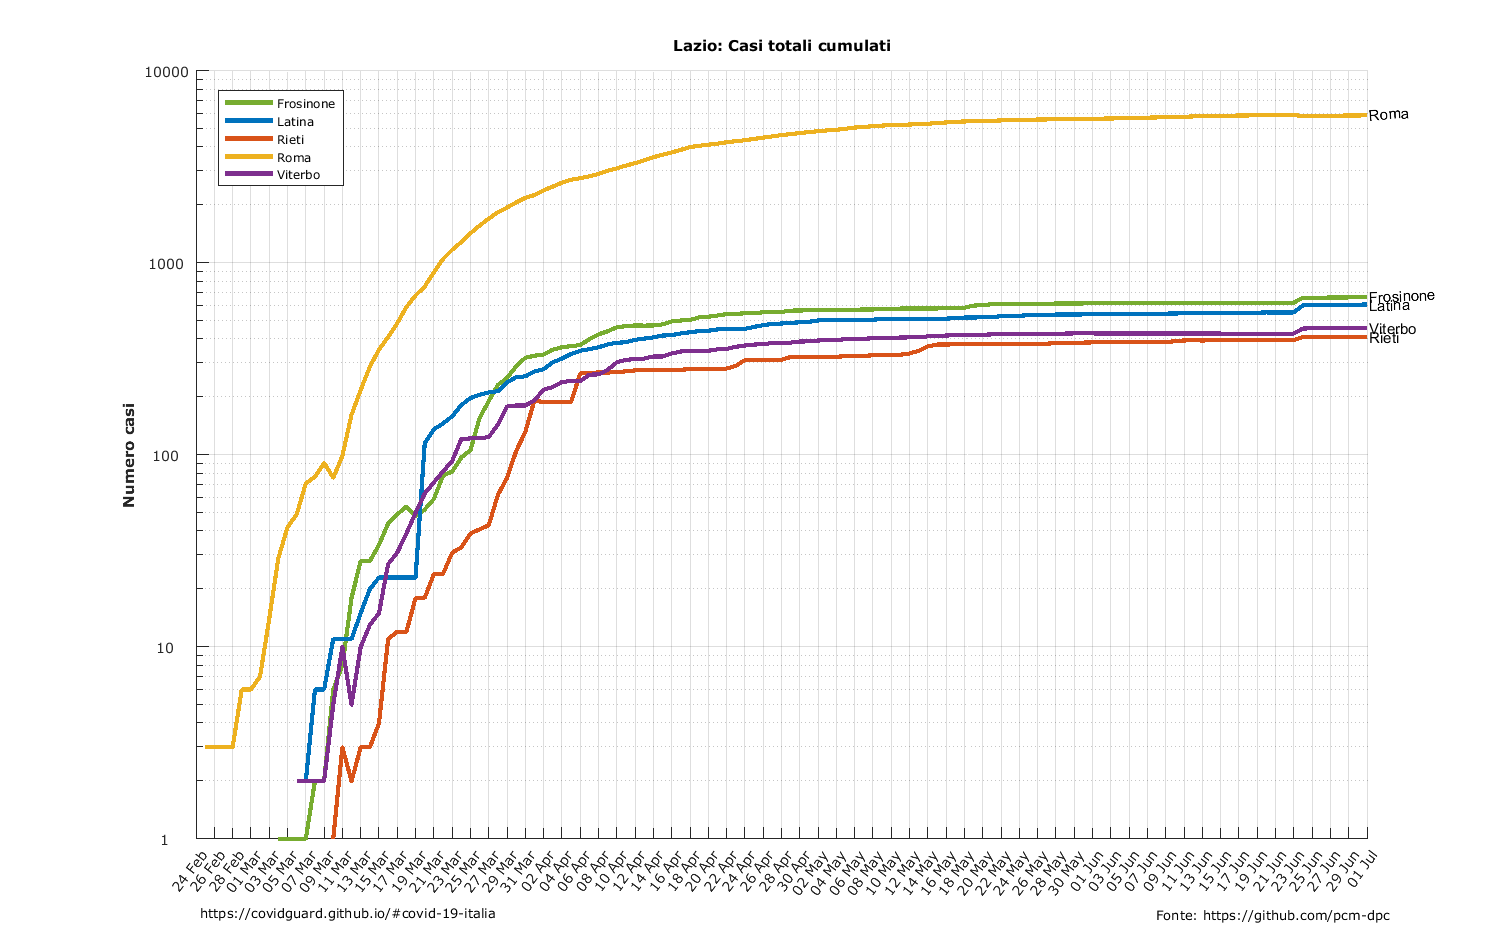 Lazio: Casi totali cumulati
10000
1000
100
10
1
Numero casi
Frosinone
Latina
Rieti
Roma
Viterbo
Roma
Frosinone
Latina
Viterbo
Rieti
24 Feb
26 Feb
28 Feb
01 Mar
03 Mar
05 Mar
07 Mar
09 Mar
11 Mar
13 Mar
15 Mar
17 Mar
19 Mar
21 Mar
23 Mar
25 Mar
27 Mar
29 Mar
31 Mar
02 Apr
04 Apr
06 Apr
08 Apr
10 Apr
12 Apr
14 Apr
16 Apr
18 Apr
20 Apr
22 Apr
24 Apr
26 Apr
28 Apr
30 Apr
02 May
04 May
06 May
08 May
10 May
12 May
14 May
16 May
18 May
20 May
22 May
24 May
26 May
28 May
30 May
01 Jun
03 Jun
05 Jun
07 Jun
09 Jun
11 Jun
13 Jun
15 Jun
17 Jun
19 Jun
21 Jun
23 Jun
25 Jun
27 Jun
29 Jun
01 Jul
https://covidguard.github.io/#covid-19-italia
Fonte: https://github.com/pcm-dpc